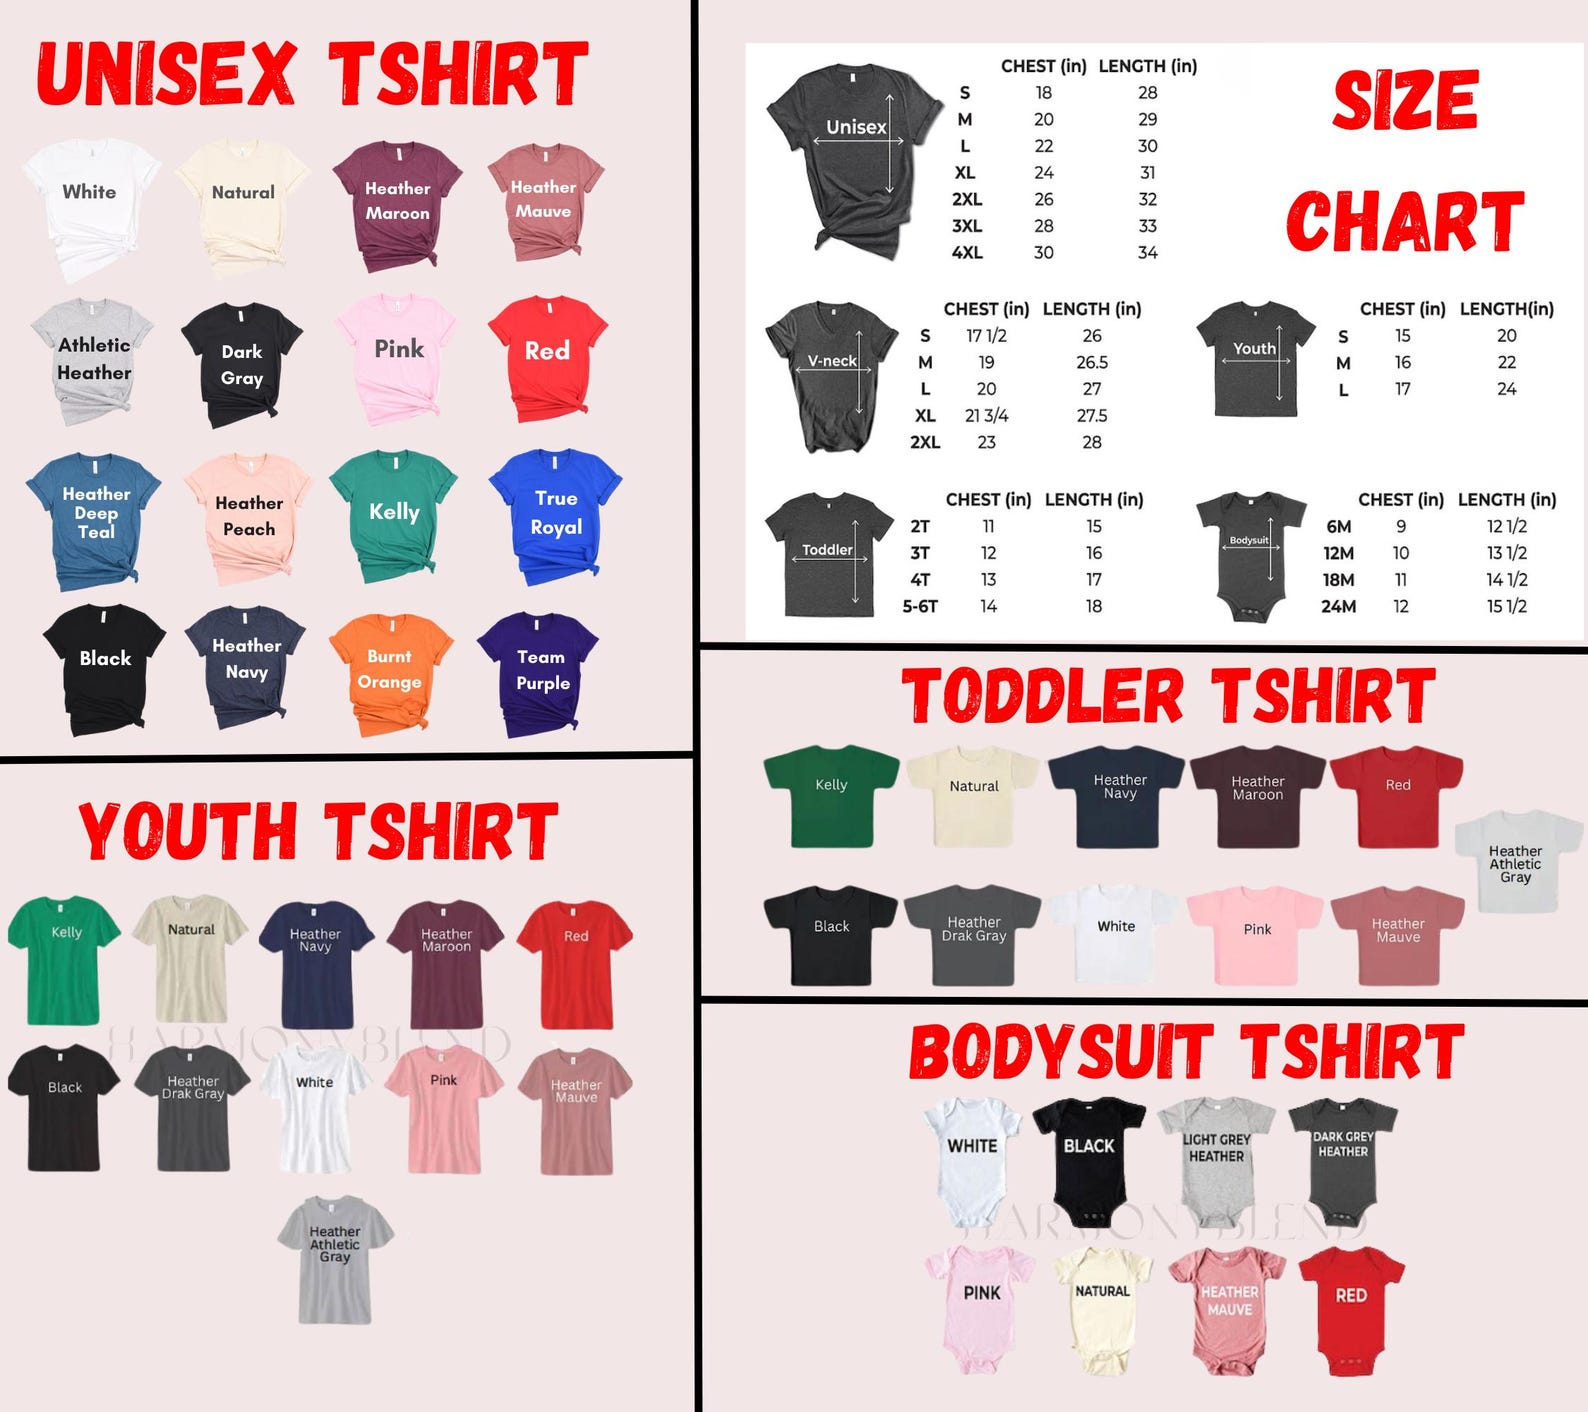 UNISEX TSHIRT
White
Natural
Heather
Maroon
Heather
Mauve
Athletic
Heather
Dark
Gray
Pink
Red
Heather
Deep
Teal
Heather
Peach
Kelly
True
Royal
Black
Heather
Navy
Burnt
Orange
Team
Purple
SIZE
CHART
Unisex
CHEST (in) LENGTH (in)
S 18 28
M 20 29
L 22 30
XL 24 31
2XL 26 32
3XL 28 33
4XL 30 34
V-neck
CHEST (in) LENGTH (in)
S 17 1/2 26
M 19 26.5
L 20 27
XL 21 3/4 27.5
2XL 23 28
Youth
CHEST (in) LENGTH(in)
S 15 20
M 16 22
L 17 24
Toddler
CHEST (in) LENGTH (in)
2T 11 15
3T 12 16
4T 13 17
5-6T 14 18
Bodysuit
CHEST (in) LENGTH (in)
6M 9 12 1/2
12M 10 13 1/2
18M 11 14 1/2
24M 12 15 1/2
YOUTH TSHIRT
Kelly
Natural
Heather
Navy
Heather
Maroon
Red
HARMONYBLEND
Black
Heather
Drak Gray
White
Pink
Heather
Mauve
Heather
Athletic
Gray
TODDLER TSHIRT
Kelly
Natural
Heather
Navy
Heather
Maroon
Red
Heather
Athletic
Gray
Black
Heather
Drak Gray
White
Pink
Heather
Mauve
BODYSUIT TSHIRT
WHITE
BLACK
LIGHT GREY
HEATHER
DARK GREY
HEATHER
HARMONYBLEND
PINK
NATURAL
HEATHER
MAUVE
RED